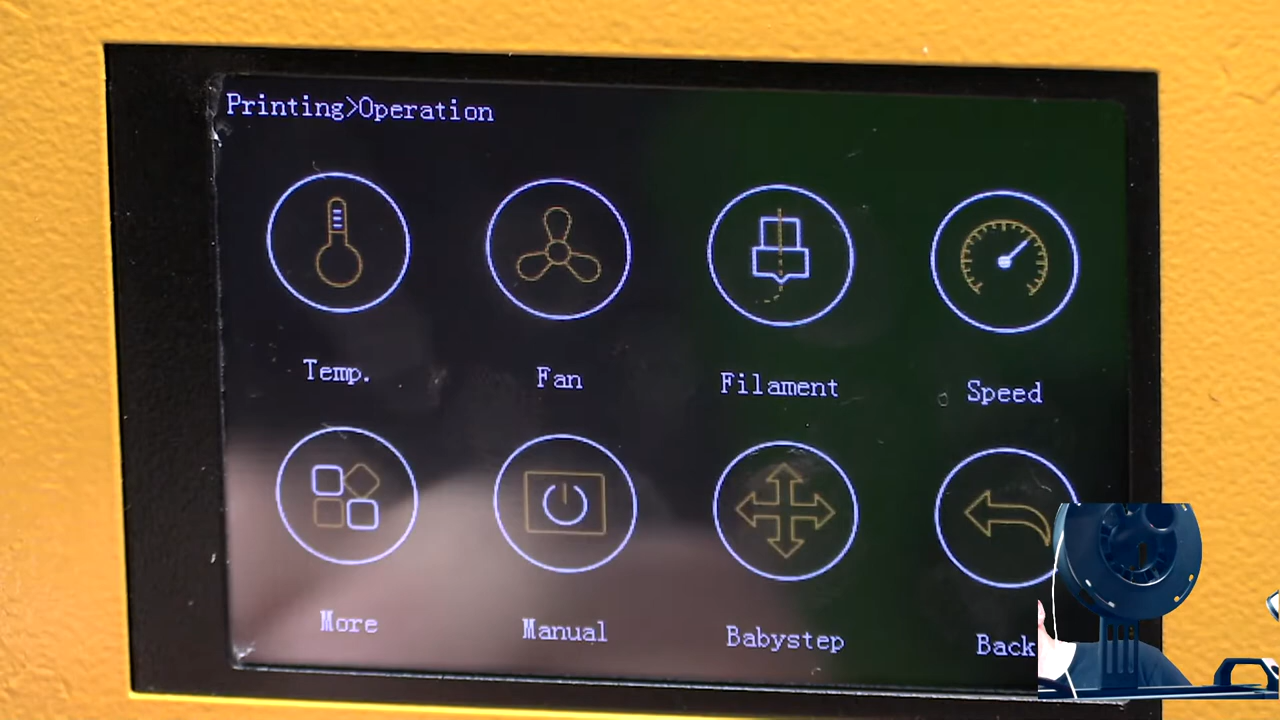 Printing>Operation
Temp.
Fan
Filament
Speed
More
Manual
Babystep
Back